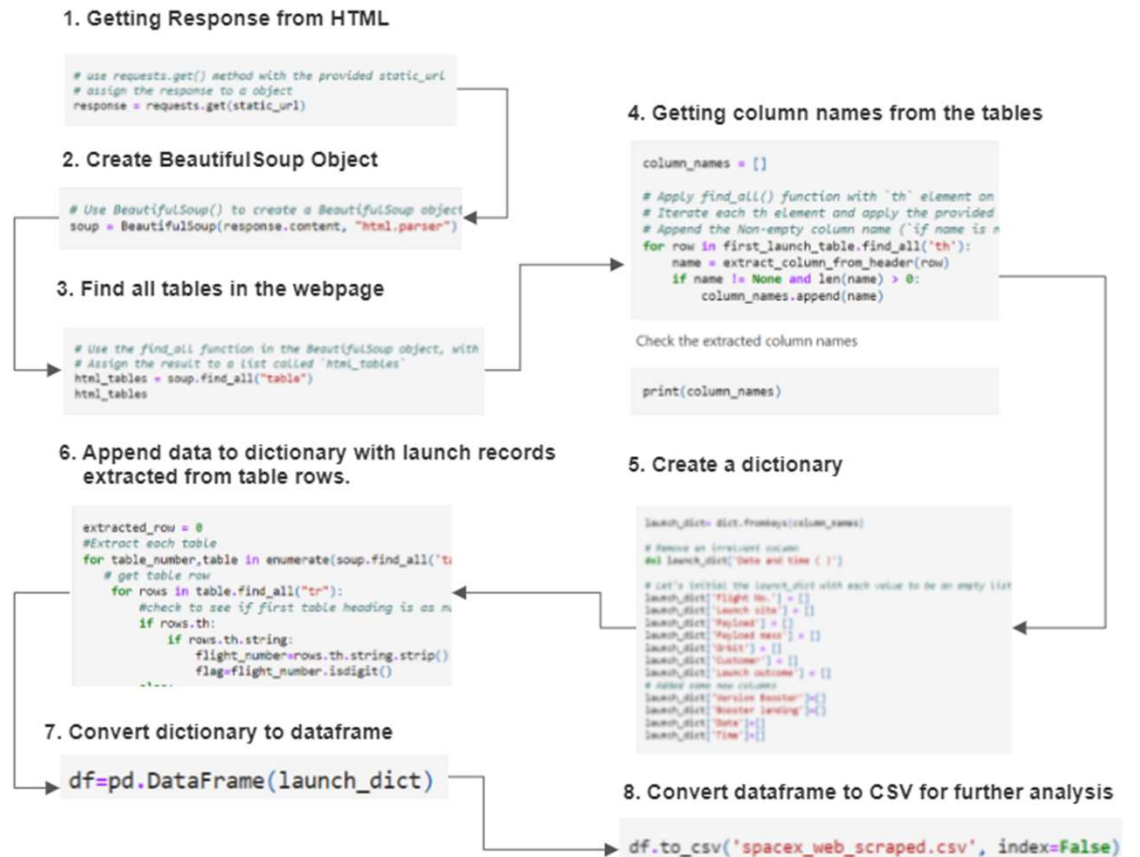 1. Getting Response from HTML
# use requests.get() method with the provided static_url
# assign the response to a object
response = requests.get(static_url)
2. Create BeautifulSoup Object
# Use BeautifulSoup() to create a BeautifulSoup object
soup = BeautifulSoup(response.content, "html.parser")
3. Find all tables in the webpage
# Use the find_all function in the BeautifulSoup object, with
# Assign the result to a list called `html_tables`
html_tables = soup.find_all("table")
html_tables
4. Getting column names from the tables
column_names = []
# Apply find_all() function with `th` element on
# Iterate each th element and apply the provided
# Append the Non-empty column name (`if name is n
for row in first_launch_table.find_all('th'):
name = extract_column_from_header(row)
if name != None and len(name) > 0:
column_names.append(name)
Check the extracted column names
print(column_names)
5. Create a dictionary
launch_dict= dict.fromkeys(column_names)
# Remove an irrelvant column
del launch_dict['Date and time ( )']
# Let's initial the launch_dict with each value to be an empty list
launch_dict['Flight No.'] = []
launch_dict['Launch site'] = []
launch_dict['Payload'] = []
launch_dict['Payload mass'] = []
launch_dict['Orbit'] = []
launch_dict['Customer'] = []
launch_dict['Launch outcome'] = []
# Added some new columns
launch_dict['Version Booster']=[]
launch_dict['Booster landing']=[]
launch_dict['Date']=[]
launch_dict['Time']=[]
6. Append data to dictionary with launch records
extracted from table rows.
extracted_row = 0
#Extract each table
for table_number,table in enumerate(soup.find_all('ta
# get table row
for rows in table.find_all("tr"):
#check to see if first table heading is as nu
if rows.th:
if rows.th.string:
flight_number=rows.th.string.strip()
flag=flight_number.isdigit()
7. Convert dictionary to dataframe
df=pd.DataFrame(launch_dict)
8. Convert dataframe to CSV for further analysis
df.to_csv('spacex_web_scraped.csv', index=False)